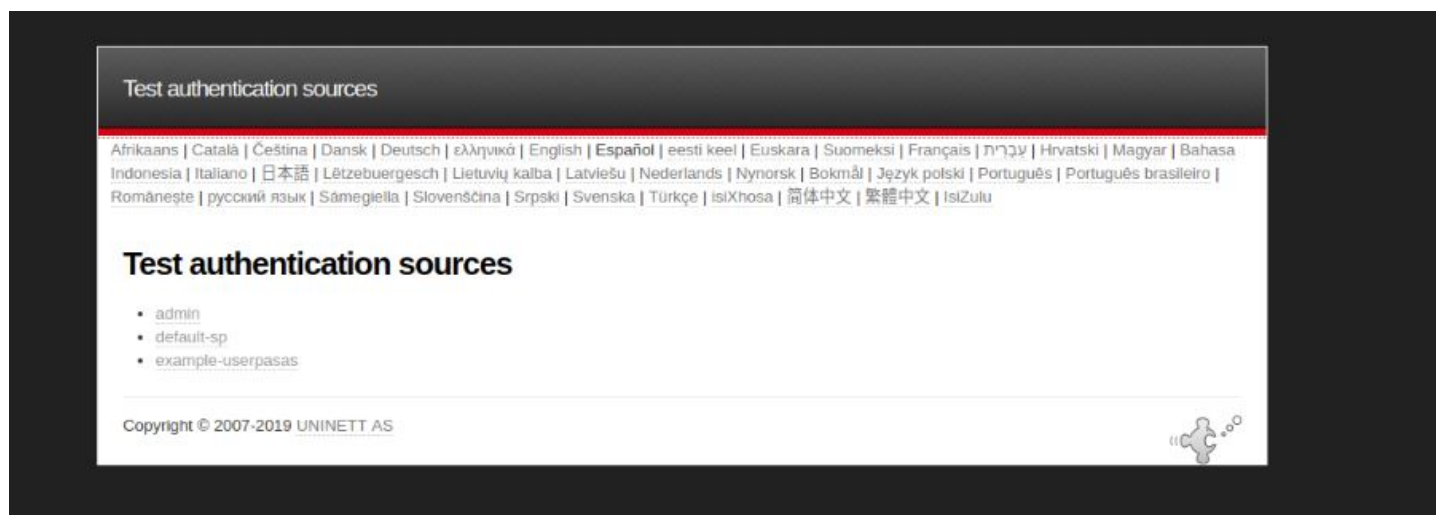 Test authentication sources
Afrikaans | Català | Čeština | Dansk | Deutsch | ελληνικά | English | Español | eesti keel | Euskara | Suomeksi | Français | עִבְרִית | Hrvatski | Magyar | Bahasa
Indonesia | Italiano | 日本語 | Lëtzebuergesch | Lietuvių kalba | Latviešu | Nederlands | Nynorsk | Bokmål | Język polski | Português | Português brasileiro |
Românește | русский язык | Sámegiella | Slovenščina | Srpski | Svenska | Türkçe | isiXhosa | 简体中文 | 繁體中文 | IsiZulu
Test authentication sources
• admin
• default-sp
• example-userpasas
Copyright © 2007-2019 UNINETT AS